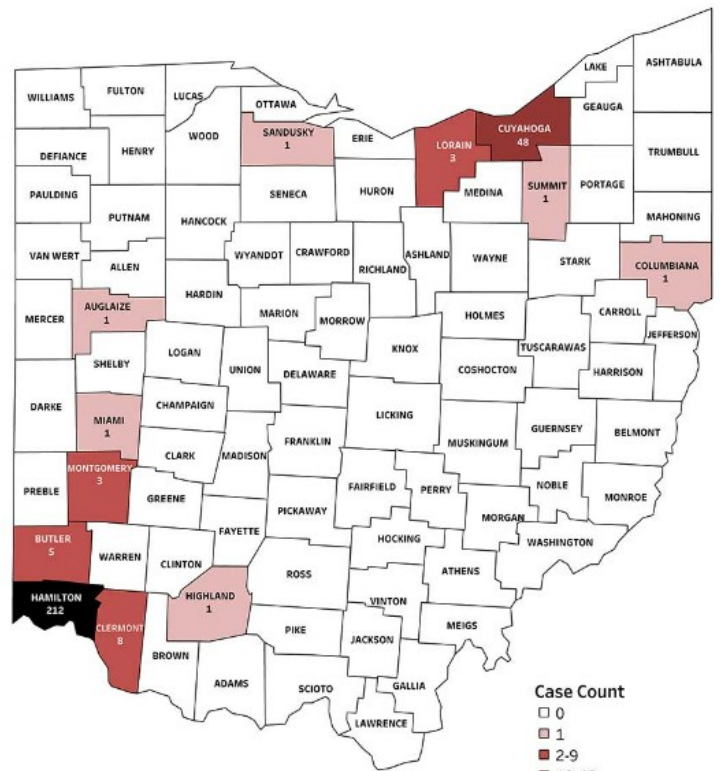 WILLIAMS
FULTON
LUCAS
OTTAWA
LAKE
ASHTABULA
GEAUGA
CUYAHOGA
48
WOOD
SANDUSKY
1
ERIE
LORAIN
3
DEFIANCE
HENRY
TRUMBULL
PAULDING
SENECA
HURON
MEDINA
SUMMIT
1
PORTAGE
PUTNAM
HANCOCK
MAHONING
VAN WERT
ALLEN
WYANDOT
CRAWFORD
RICHLAND
ASHLAND
WAYNE
STARK
COLUMBIANA
1
MERCER
AUGLAIZE
1
HARDIN
MARION
MORROW
HOLMES
CARROLL
JEFFERSON
SHELBY
LOGAN
UNION
DELAWARE
KNOX
COSHOCTON
TUSCARAWAS
HARRISON
DARKE
MIAMI
1
CHAMPAIGN
LICKING
GUERNSEY
BELMONT
CLARK
MADISON
FRANKLIN
MUSKINGUM
MONTGOMERY
3
PREBLE
GREENE
FAIRFIELD
PERRY
NOBLE
MONROE
FAYETTE
PICKAWAY
MORGAN
BUTLER
5
WARREN
CLINTON
HOCKING
WASHINGTON
ROSS
ATHENS
HAMILTON
212
CLERMONT
8
HIGHLAND
1
VINTON
BROWN
PIKE
JACKSON
MEIGS
ADAMS
SCIOTO
GALLIA
LAWRENCE
Case Count
0
1
2-9